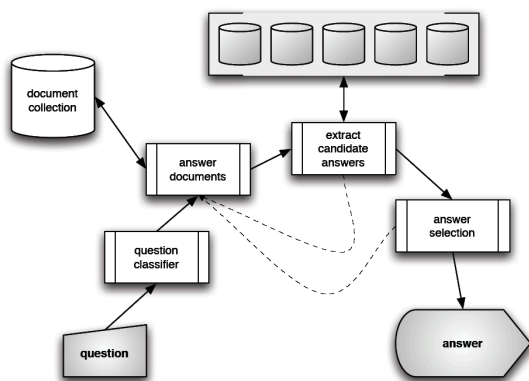 document
collection
extract
candidate
answers
answer
documents
answer
selection
question
classifier
question
answer